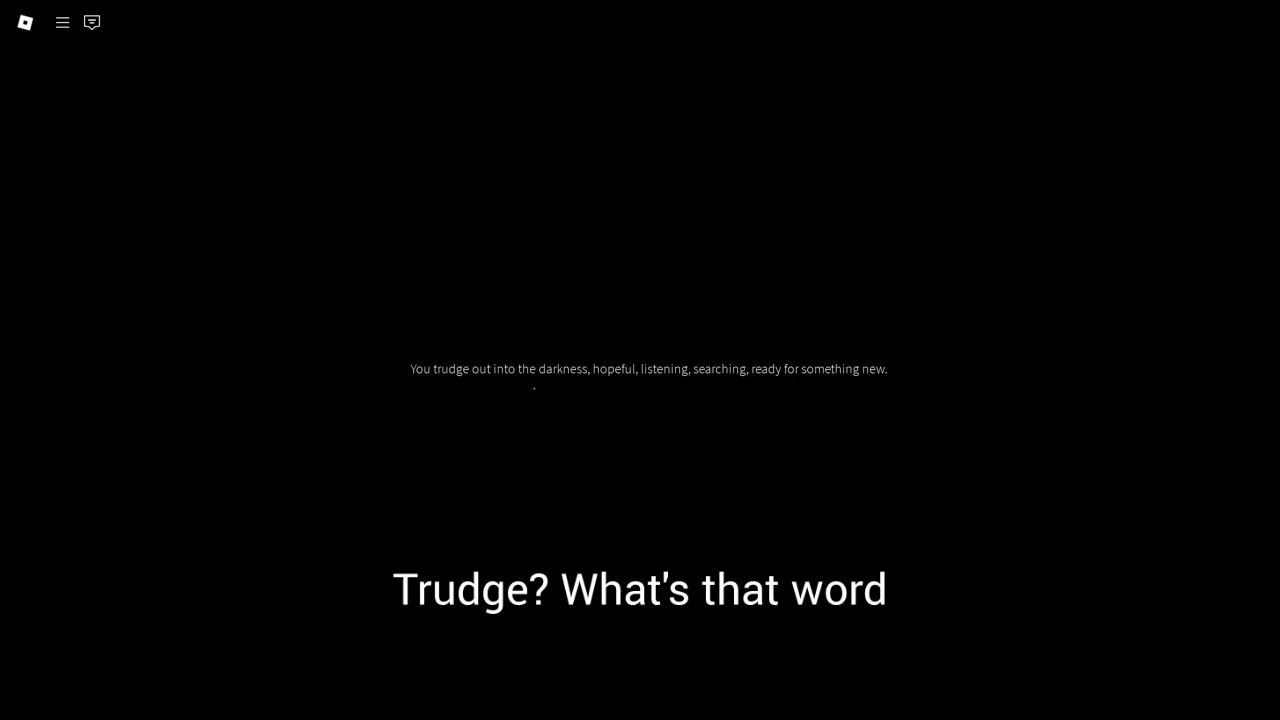 You trudge out into the darkness, hopeful, listening, searching, ready for something new.
Trudge? What's that word